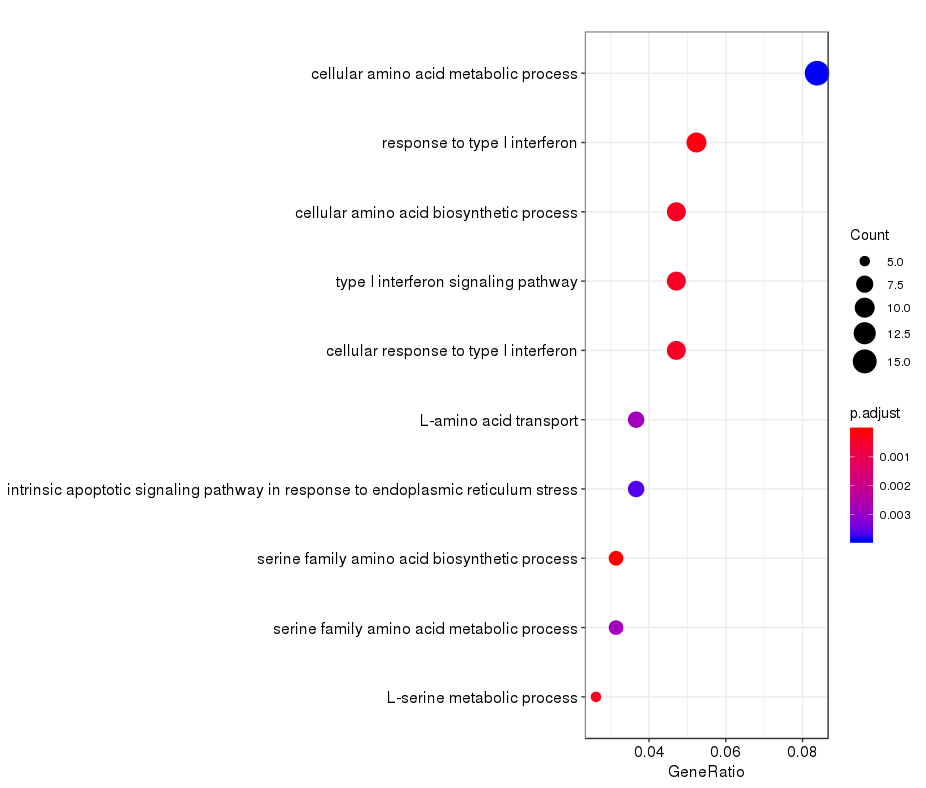 cellular amino acid metabolic process
response to type I interferon
cellular amino acid biosynthetic process
type I interferon signaling pathway
cellular response to type I interferon
L-amino acid transport
intrinsic apoptotic signaling pathway in response to endoplasmic reticulum stress
serine family amino acid biosynthetic process
serine family amino acid metabolic process
L-serine metabolic process
0.04 0.06 0.08
GeneRatio
Count
5.0
7.5
10.0
12.5
15.0
p.adjust
0.001
0.002
0.003